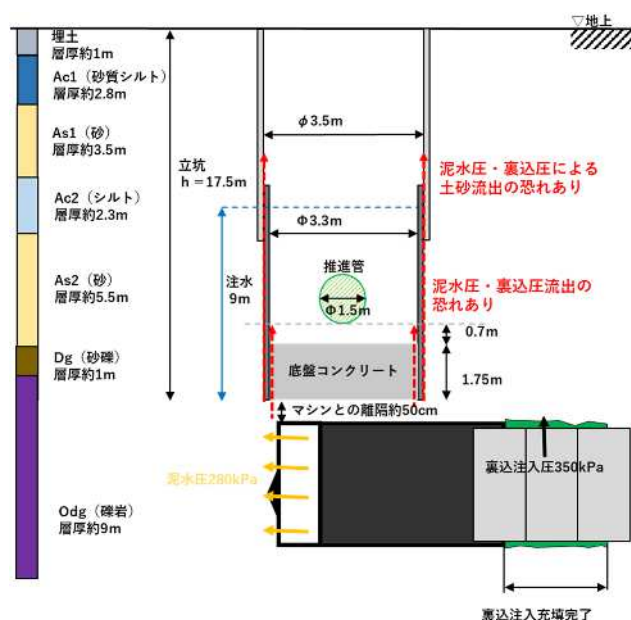 ▽地上
埋土
層厚約1m
Ac1（砂質シルト）
層厚約2.8m
As1（砂）
層厚約3.5m
Ac2（シルト）
層厚約2.3m
As2（砂）
層厚約5.5m
Dg（砂礫）
層厚約1m
Odg（礫岩）
層厚約9m
立坑
h＝17.5m
φ3.5m
泥水圧・裏込圧による
土砂流出の恐れあり
Φ3.3m
注水
9m
推進管
Φ1.5m
泥水圧・裏込圧流出の
恐れあり
0.7m
底盤コンクリート
1.75m
マシンとの離隔約50cm
泥水圧280kPa
裏込注入圧350kPa
裏込注入充填完了